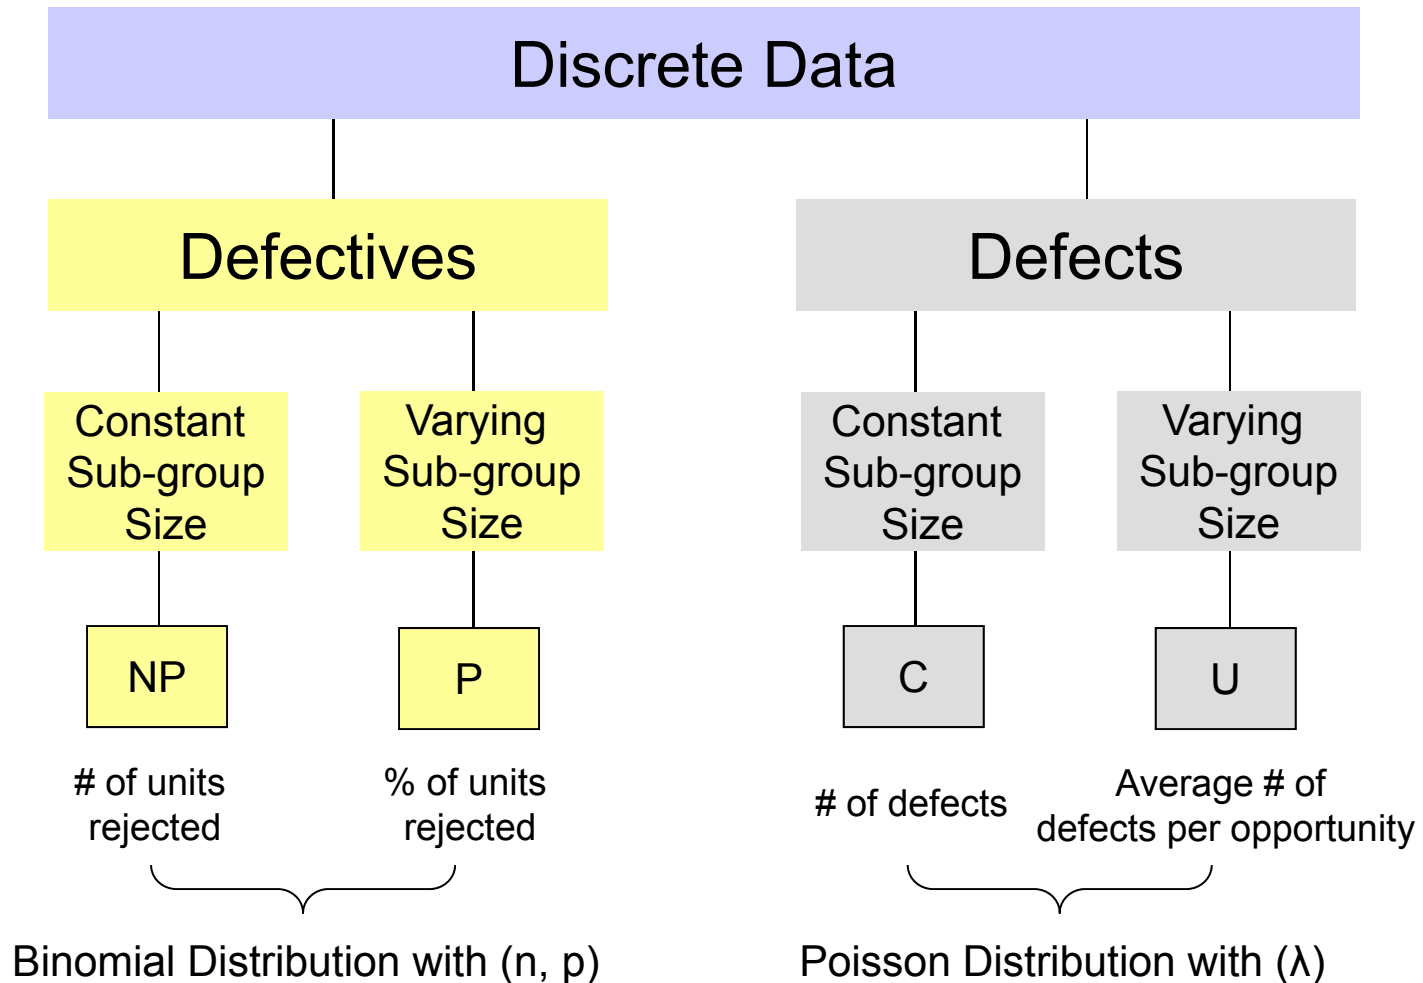 Discrete Data
Defectives
Defects
Constant
Sub-group
Size
Varying
Sub-group
Size
Constant
Sub-group
Size
Varying
Sub-group
Size
NP
P
C
U
# of units
rejected
% of units
rejected
# of defects
Average # of
defects per opportunity
Binomial Distribution with (n, p)
Poisson Distribution with (λ)